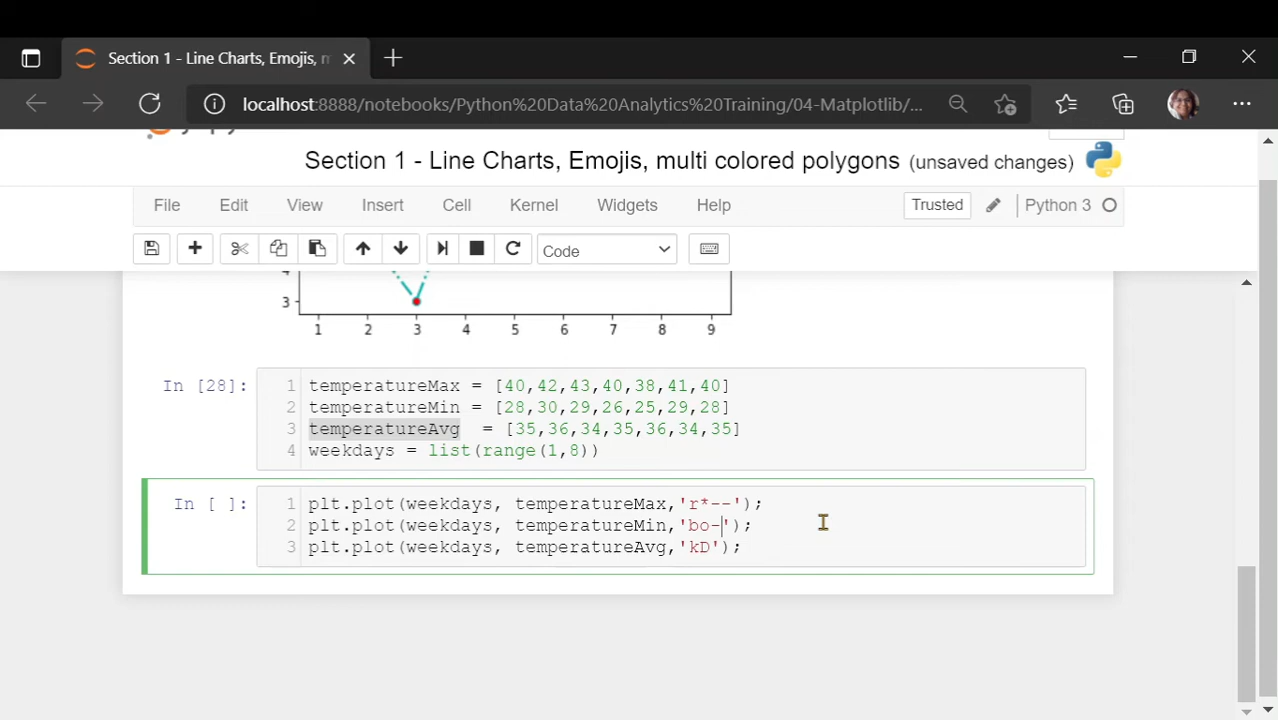 Section 1 - Line Charts, Emojis, m
localhost:8888/notebooks/Python%20Data%20Analytics%20Training/04-Matplotlib/...
Section 1 - Line Charts, Emojis, multi colored polygons (unsaved changes)
File Edit View Insert Cell Kernel Widgets Help Trusted Python 3
Code
3
1 2 3 4 5 6 7 8 9
In [28]: 1 temperatureMax = [40,42,43,40,38,41,40]
2 temperatureMin = [28,30,29,26,25,29,28]
3 temperatureAvg = [35,36,34,35,36,34,35]
4 weekdays = list(range(1,8))
In [ ]: 1 plt.plot(weekdays, temperatureMax,'r*--');
2 plt.plot(weekdays, temperatureMin,'bo-');
3 plt.plot(weekdays, temperatureAvg,'kD');